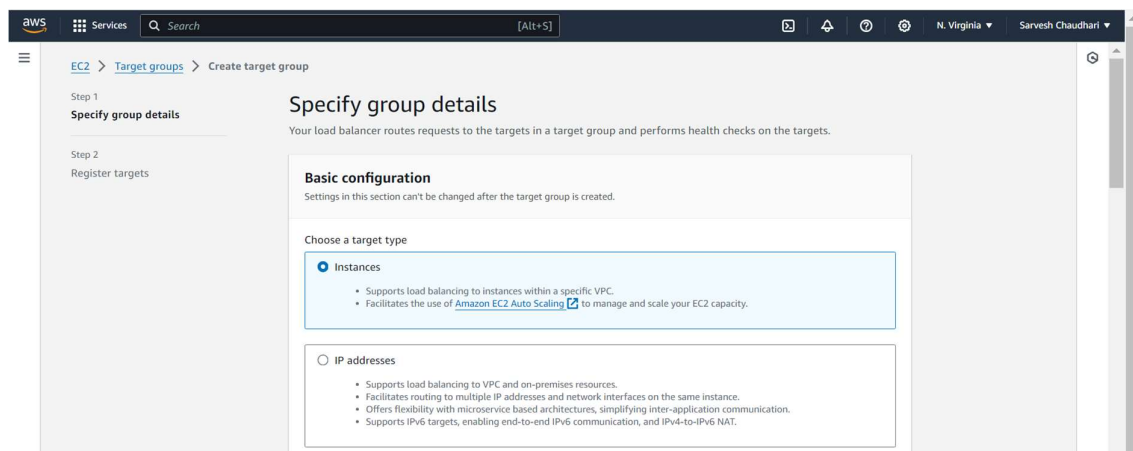 aws Services Search [Alt+S] N. Virginia ▼ Sarvesh Chaudhari ▼
EC2 > Target groups > Create target group
Step 1
Specify group details
Step 2
Register targets
Specify group details
Your load balancer routes requests to the targets in a target group and performs health checks on the targets.
Basic configuration
Settings in this section can't be changed after the target group is created.
Choose a target type
Instances
• Supports load balancing to instances within a specific VPC.
• Facilitates the use of Amazon EC2 Auto Scaling to manage and scale your EC2 capacity.
IP addresses
• Supports load balancing to VPC and on-premises resources.
• Facilitates routing to multiple IP addresses and network interfaces on the same instance.
• Offers flexibility with microservice based architectures, simplifying inter-application communication.
• Supports IPv6 targets, enabling end-to-end IPv6 communication, and IPv4-to-IPv6 NAT.